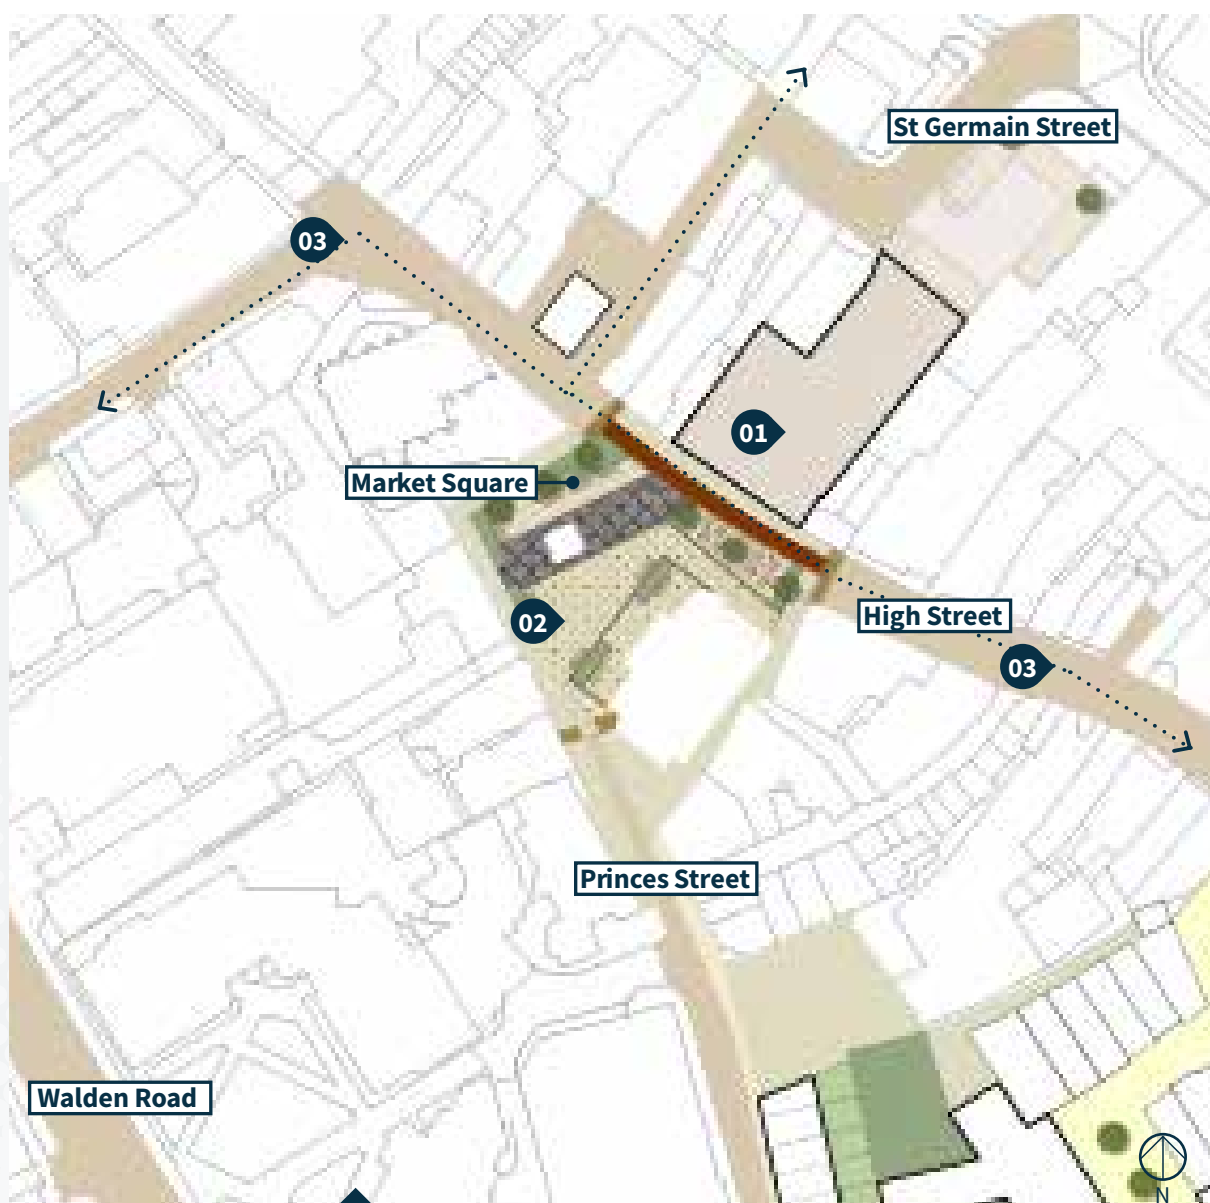 St Germain Street
03
01
Market Square
High Street
02
03
Princes Street
Walden Road
N